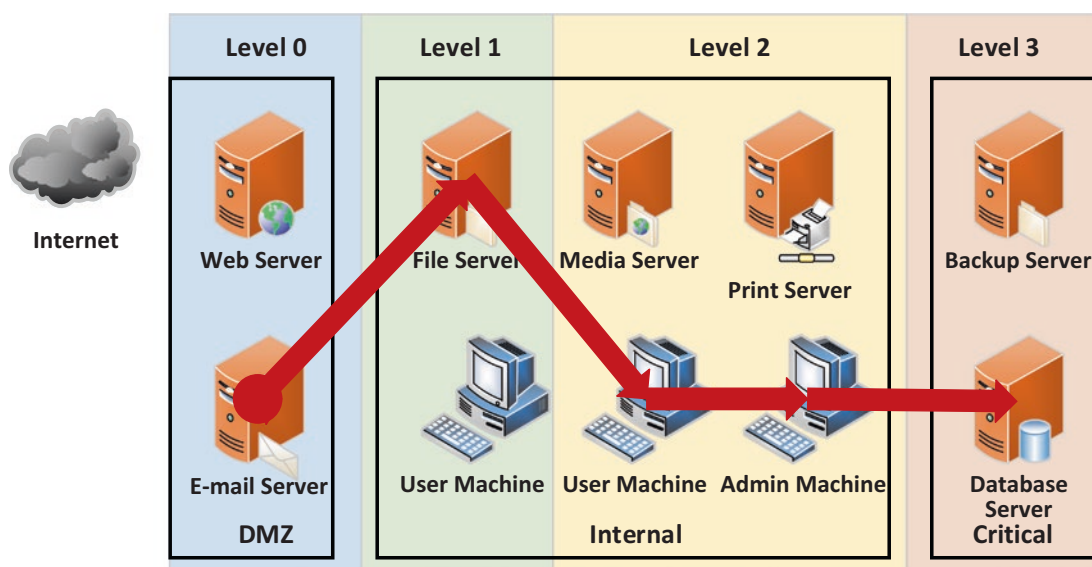 Level 0
Level 1
Level 2
Level 3
Internet
Web Server
File Server
Media Server
Print Server
Backup Server
E-mail Server
User Machine
User Machine
Admin Machine
Database
Server
DMZ
Internal
Critical